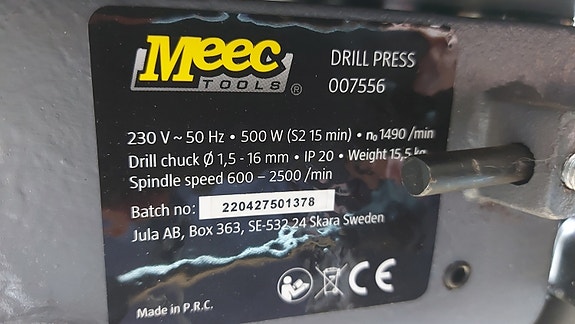 Meec
TOOLS ®
DRILL PRESS
007556
230 V ~ 50 Hz • 500 W (S2 15 min) • n₀ 1490 /min
Drill chuck Ø 1,5 - 16 mm • IP 20 • Weight 15,5 kg
Spindle speed 600 – 2500 /min
Batch no: 220427501378
Jula AB, Box 363, SE-532 24 Skara Sweden
CE
Made in P.R.C.